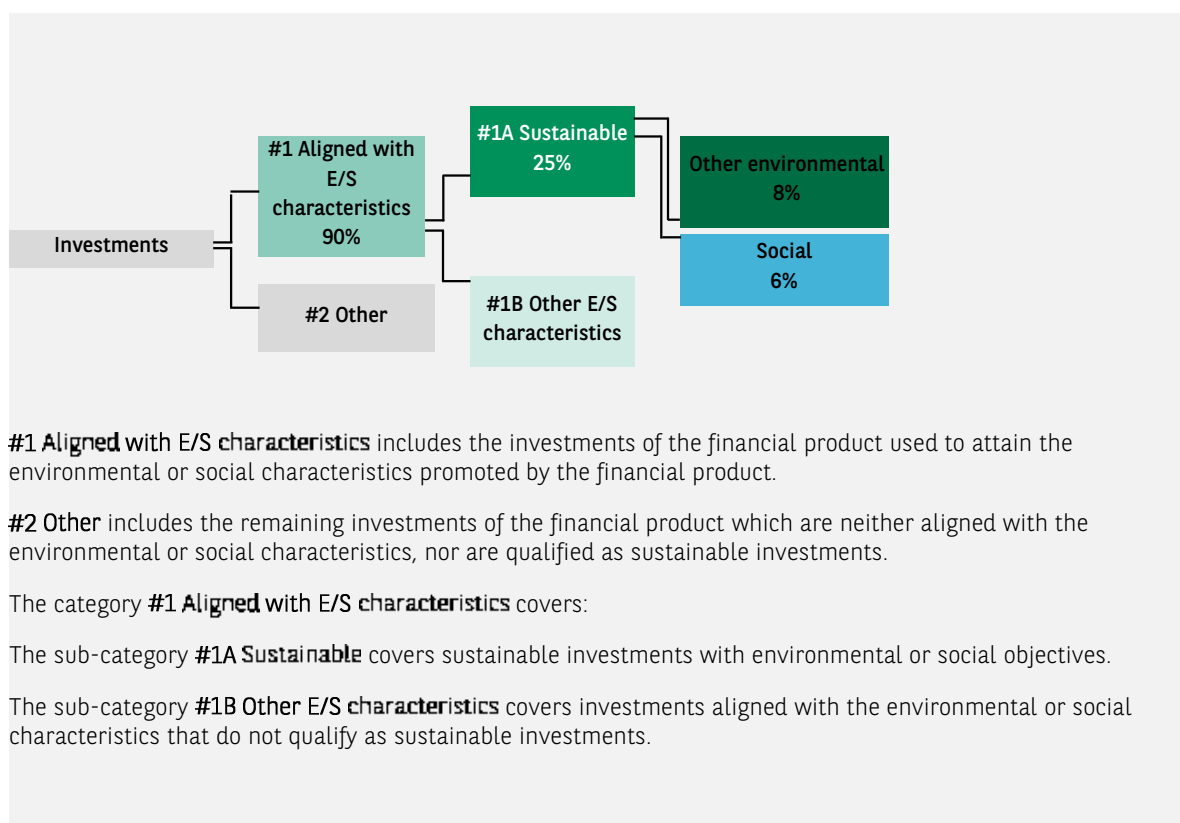 #1A Sustainable
25%
#1 Aligned with
E/S
characteristics
90%
Other environmental
8%
Investments
Social
6%
#2 Other
#1B Other E/S
characteristics
#1 Aligned with E/S characteristics includes the investments of the financial product used to attain the
environmental or social characteristics promoted by the financial product.
#2 Other includes the remaining investments of the financial product which are neither aligned with the
environmental or social characteristics, nor are qualified as sustainable investments.
The category #1 Aligned with E/S characteristics covers:
The sub-category #1A Sustainable covers sustainable investments with environmental or social objectives.
The sub-category #1B Other E/S characteristics covers investments aligned with the environmental or social
characteristics that do not qualify as sustainable investments.